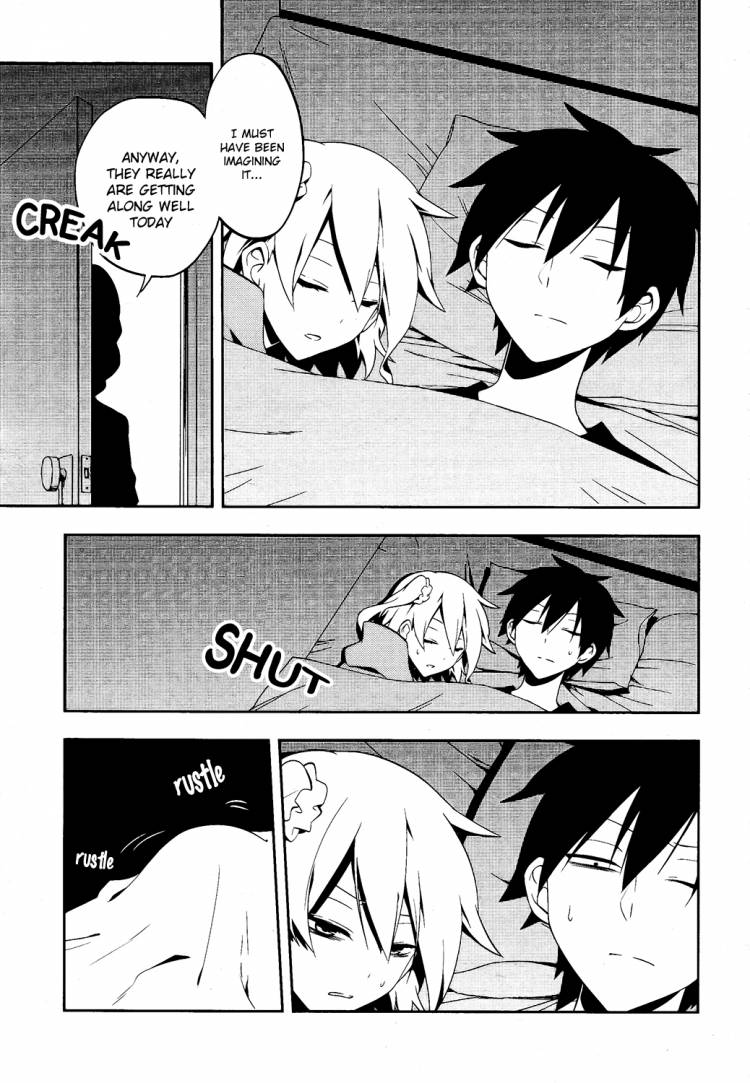 I MUST
HAVE BEEN
IMAGINING
IT...
ANYWAY,
THEY REALLY
ARE GETTING
ALONG WELL
TODAY
CREAK
SHUT
rustle
rustle